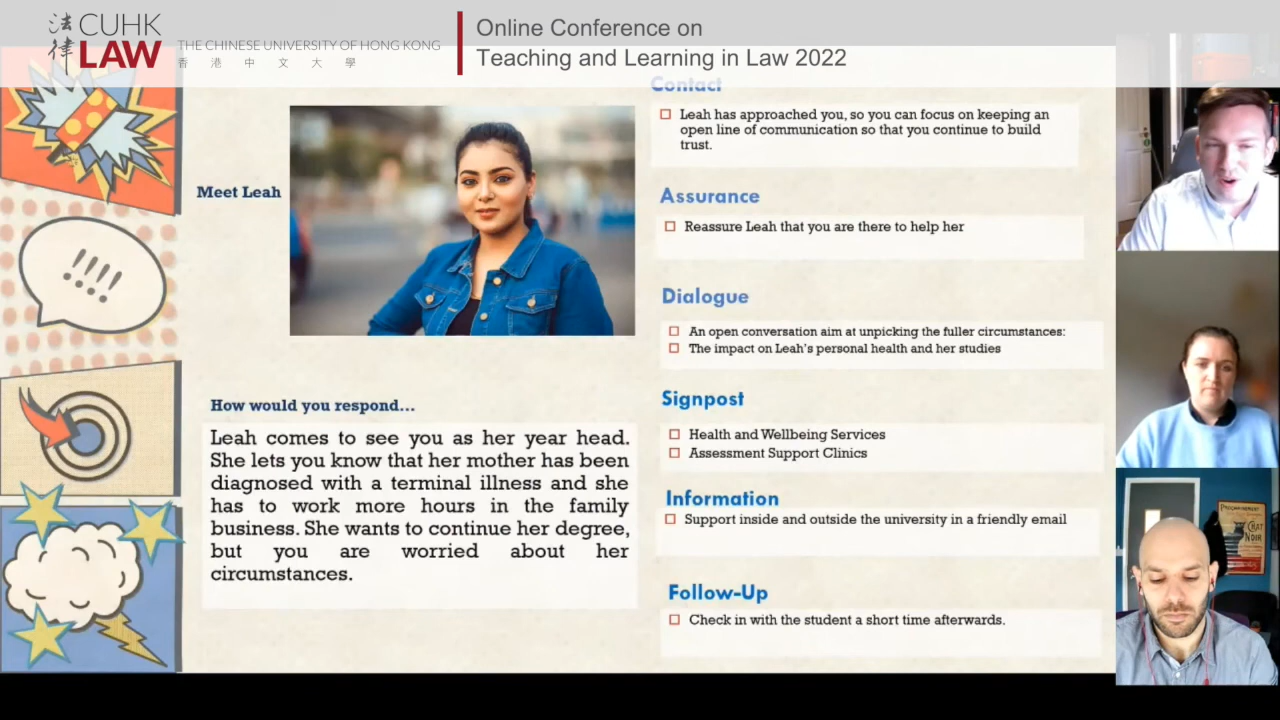 法律
CUHK
LAW
THE CHINESE UNIVERSITY OF HONG KONG
香港中文大學
Online Conference on
Teaching and Learning in Law 2022
Meet Leah
!!!!
How would you respond...
Leah comes to see you as her year head.
She lets you know that her mother has been
diagnosed with a terminal illness and she
has to work more hours in the family
business. She wants to continue her degree,
but you are worried about her
circumstances.
Contact
Leah has approached you, so you can focus on keeping an
open line of communication so that you continue to build
trust.
Assurance
Reassure Leah that you are there to help her
Dialogue
An open conversation aim at unpicking the fuller circumstances:
The impact on Leah's personal health and her studies
Signpost
Health and Wellbeing Services
Assessment Support Clinics
Information
Support inside and outside the university in a friendly email
Follow-Up
Check in with the student a short time afterwards.
CHAT
NOIR